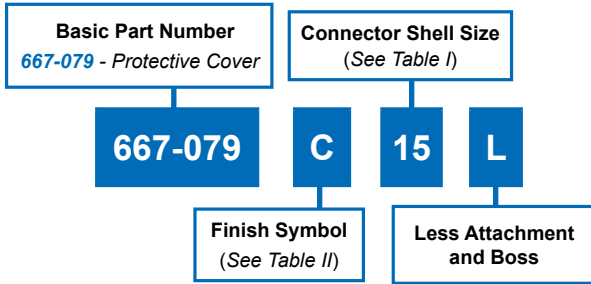 Basic Part Number
667-079 - Protective Cover
Connector Shell Size
(See Table I)
667-079 C 15 L
Finish Symbol
(See Table II)
Less Attachment
and Boss